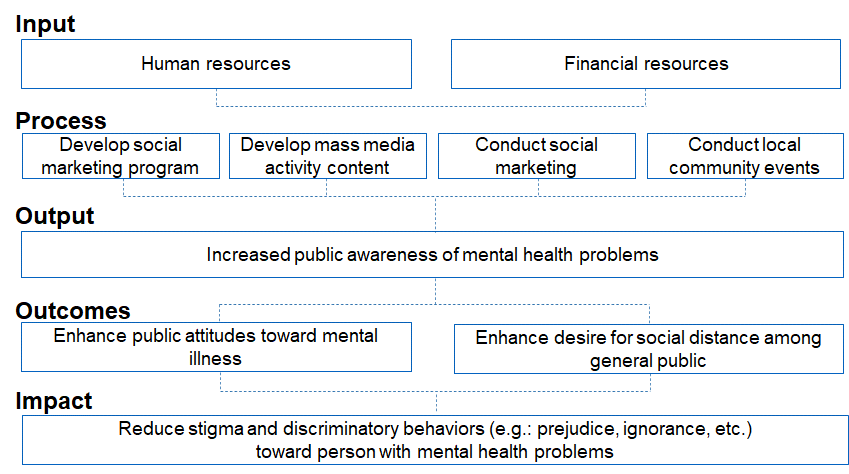 Input
Human resources
Financial resources
Process
Develop social
marketing program
Develop mass media
activity content
Conduct social
marketing
Conduct local
community events
Output
Increased public awareness of mental health problems
Outcomes
Enhance public attitudes toward mental
illness
Enhance desire for social distance among
general public
Impact
Reduce stigma and discriminatory behaviors (e.g.: prejudice, ignorance, etc.)
toward person with mental health problems